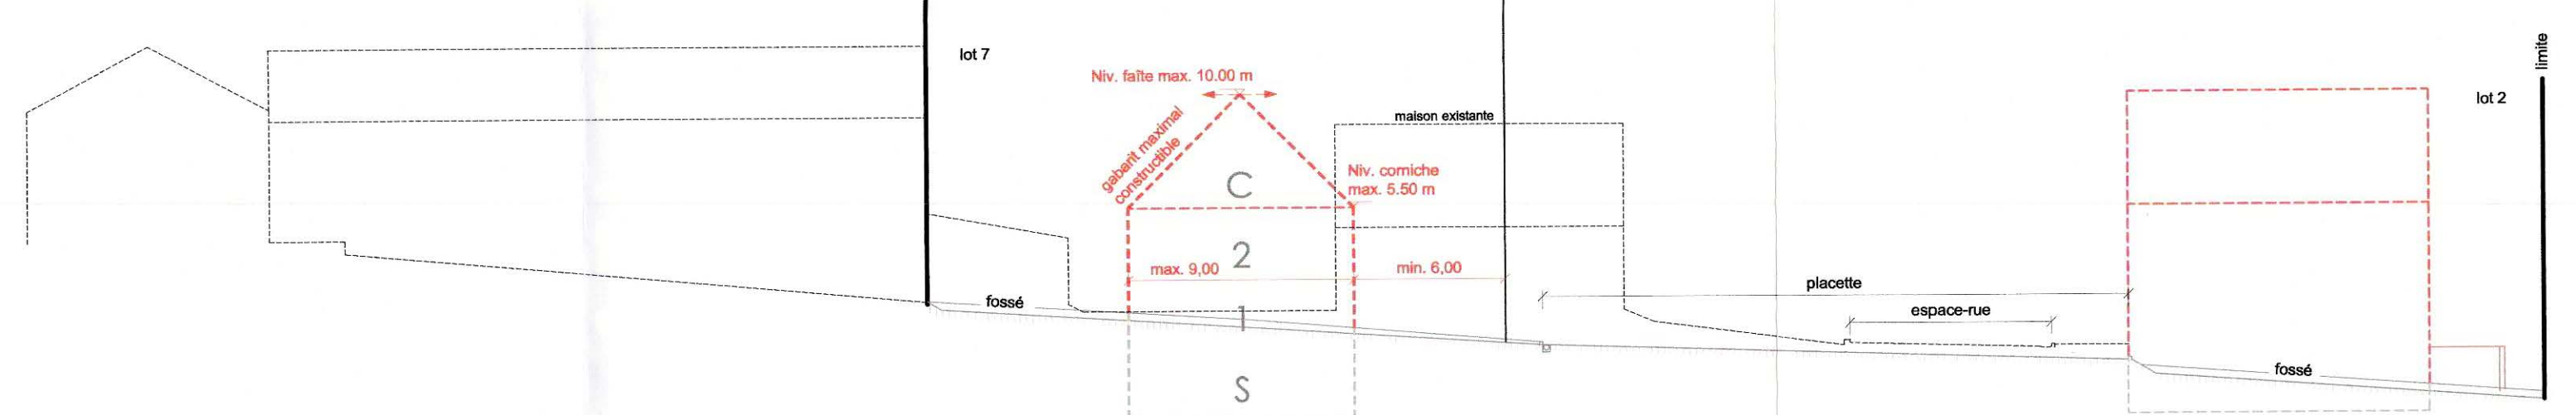 lot 7
Niv. faîte max. 10.00 m
gabarit maximal
constructible
C
maison existante
Niv. corniche
max. 5.50 m
2
max. 9,00
min. 6,00
fossé
1
S
placette
espace-rue
fossé
lot 2
limite